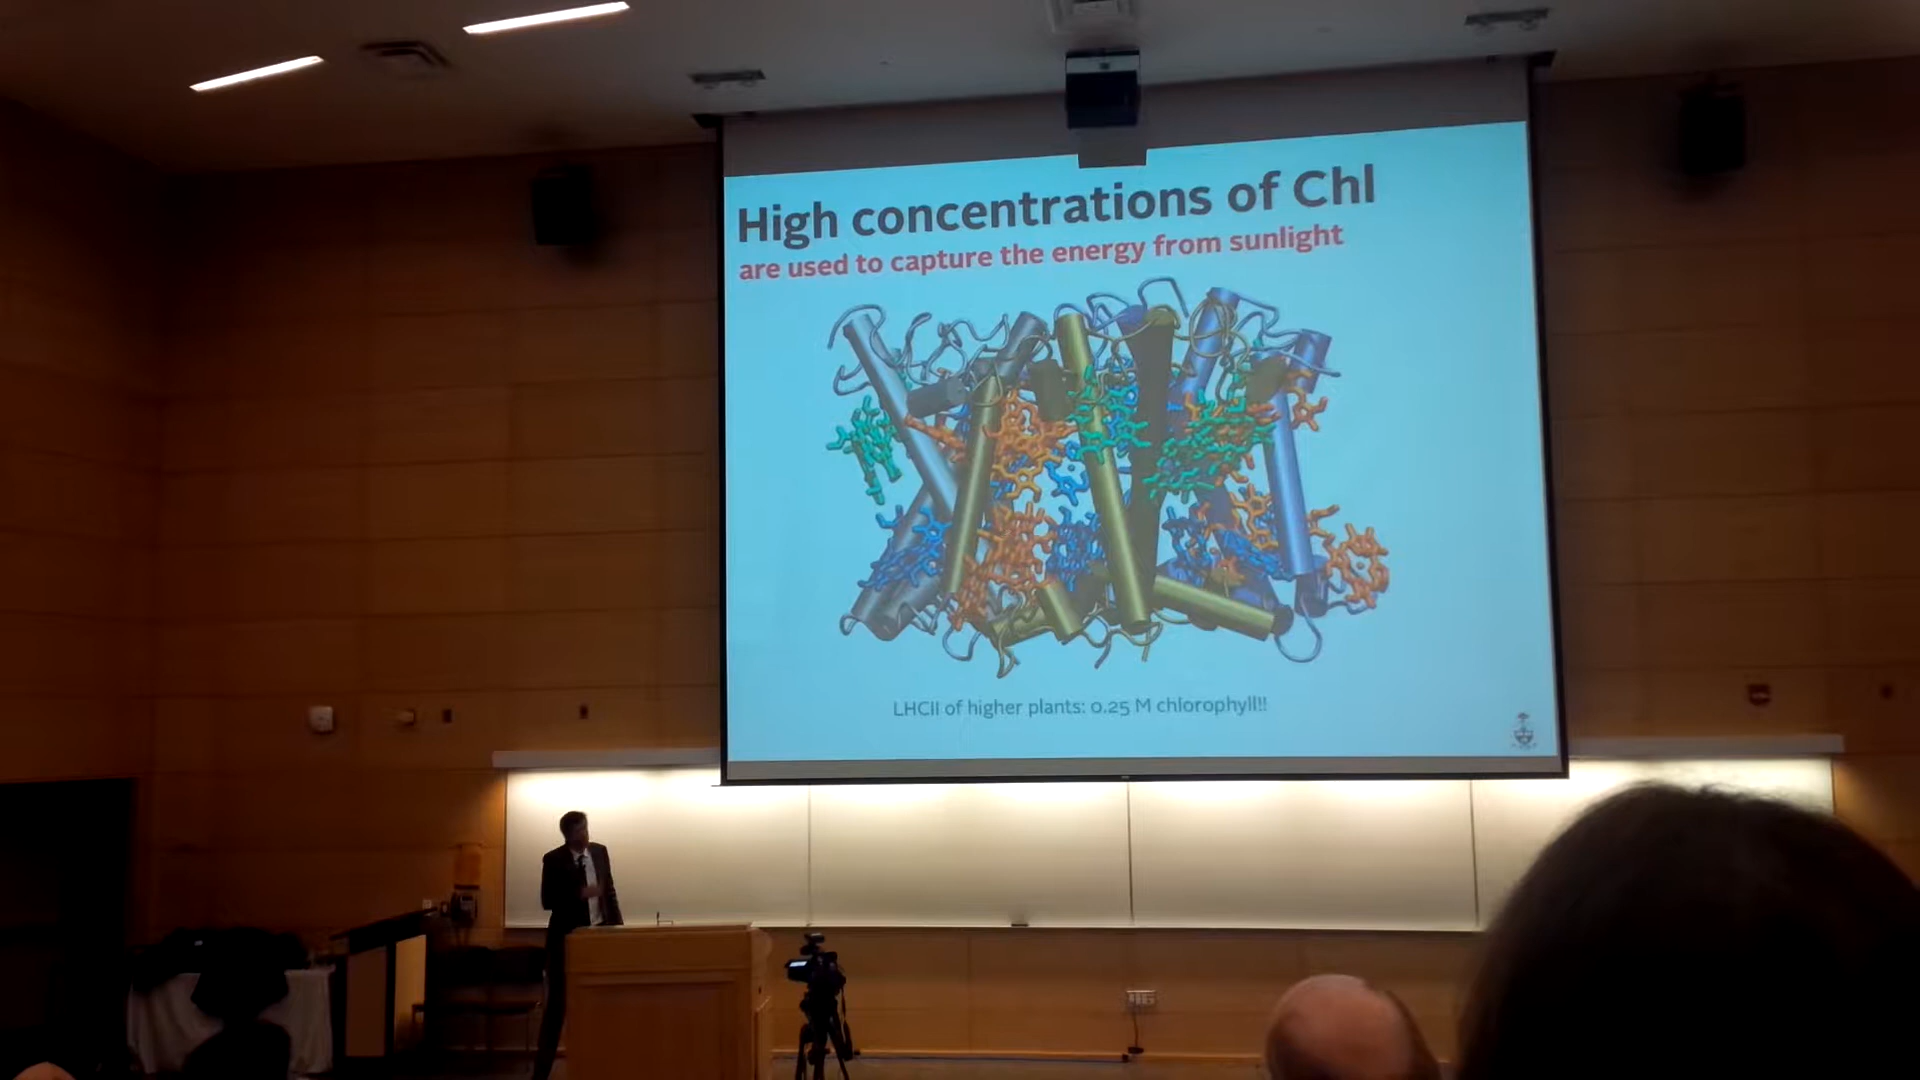 High concentrations of Chl
are used to capture the energy from sunlight
LHCII of higher plants: 0.25 M chlorophyll!!